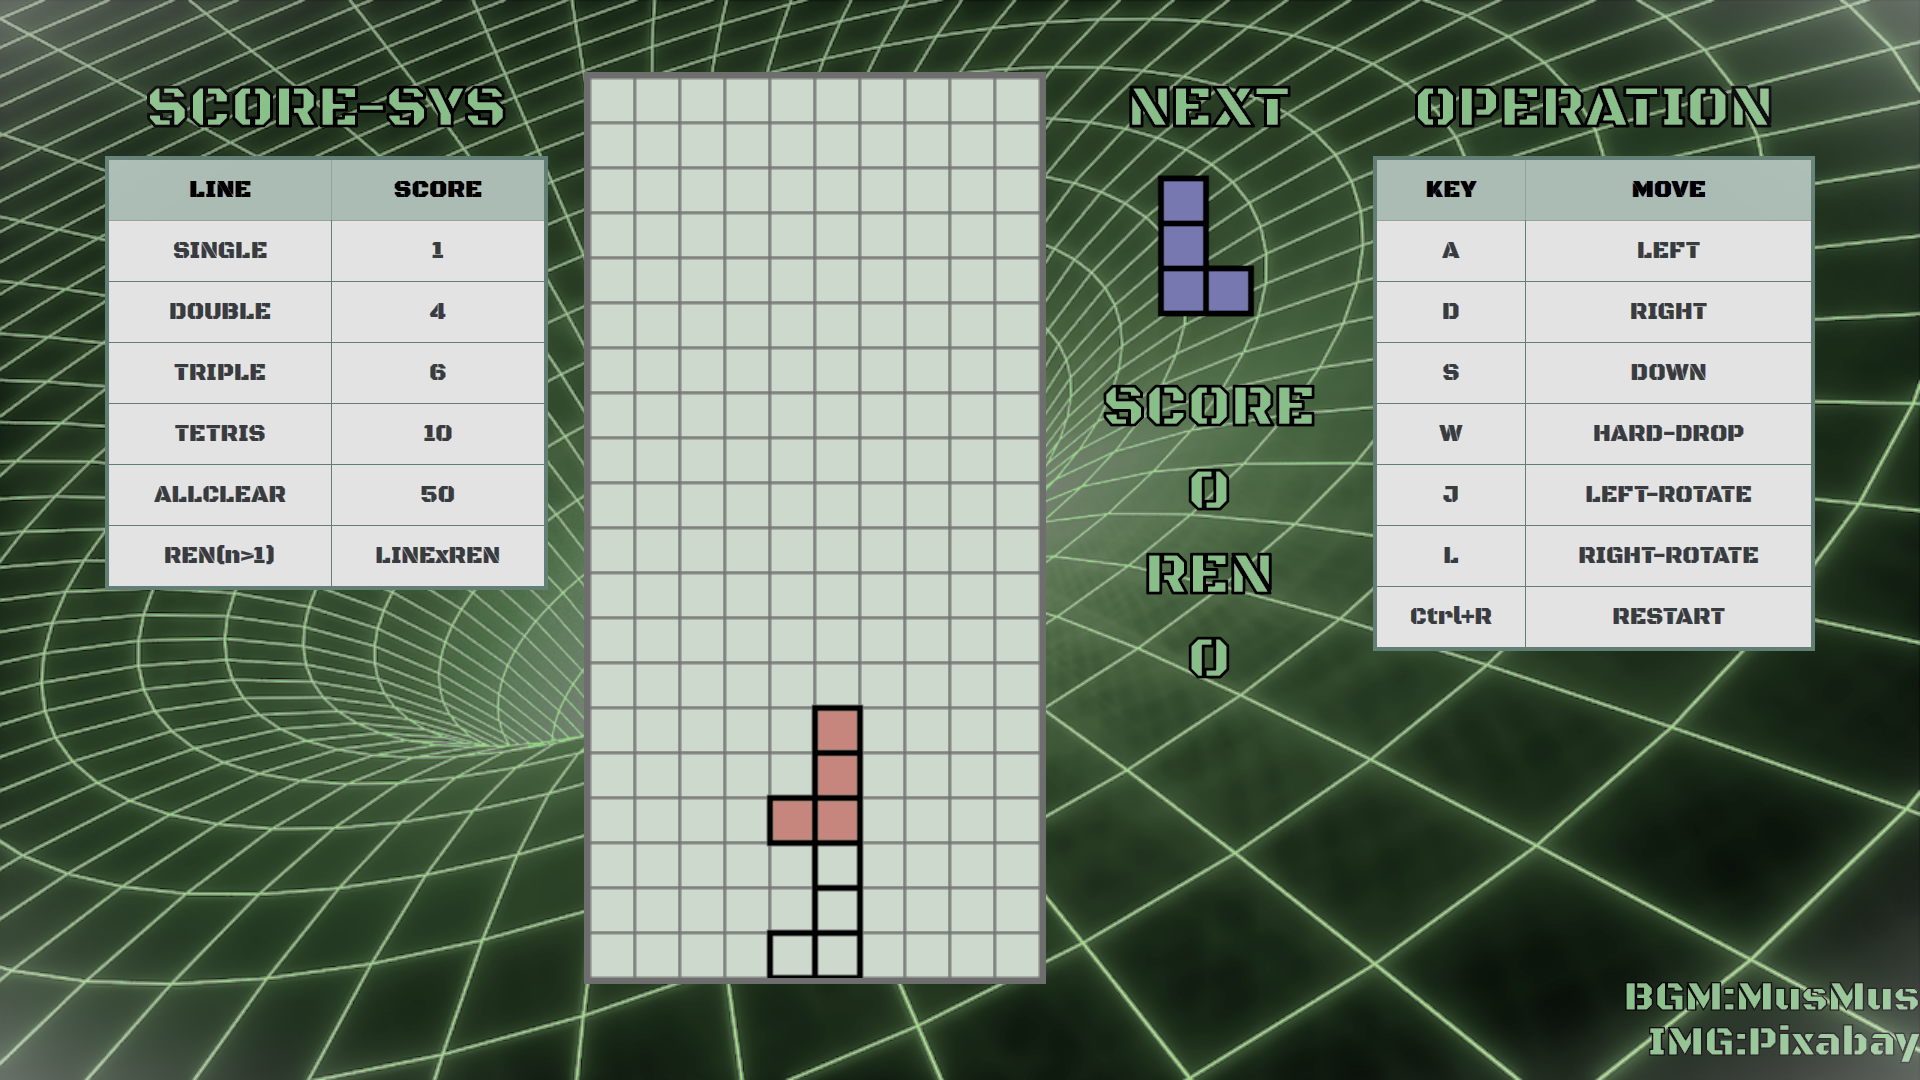 SCORE-SYS
LINE SCORE
SINGLE 1
DOUBLE 4
TRIPLE 6
TETRIS 10
ALLCLEAR 50
REN(n>1) LINExREN
NEXT
SCORE
0
REN
0
OPERATION
KEY MOVE
A LEFT
D RIGHT
S DOWN
W HARD-DROP
J LEFT-ROTATE
L RIGHT-ROTATE
Ctrl+R RESTART
BGM:MusMus
IMG:Pixabay